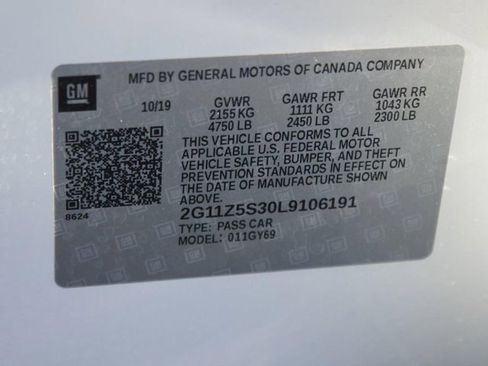 GM
MFD BY GENERAL MOTORS OF CANADA COMPANY
10/19 GVWR GAWR FRT GAWR RR
2155 KG 1111 KG 1043 KG
4750 LB 2450 LB 2300 LB
THIS VEHICLE CONFORMS TO ALL
APPLICABLE U.S. FEDERAL MOTOR
VEHICLE SAFETY, BUMPER, AND THEFT
PREVENTION STANDARDS IN EFFECT ON
THE DATE OF MANUFACTURE SHOWN
ABOVE.
8624
2G11Z5S30L9106191
TYPE: PASS CAR
MODEL: 011GY69